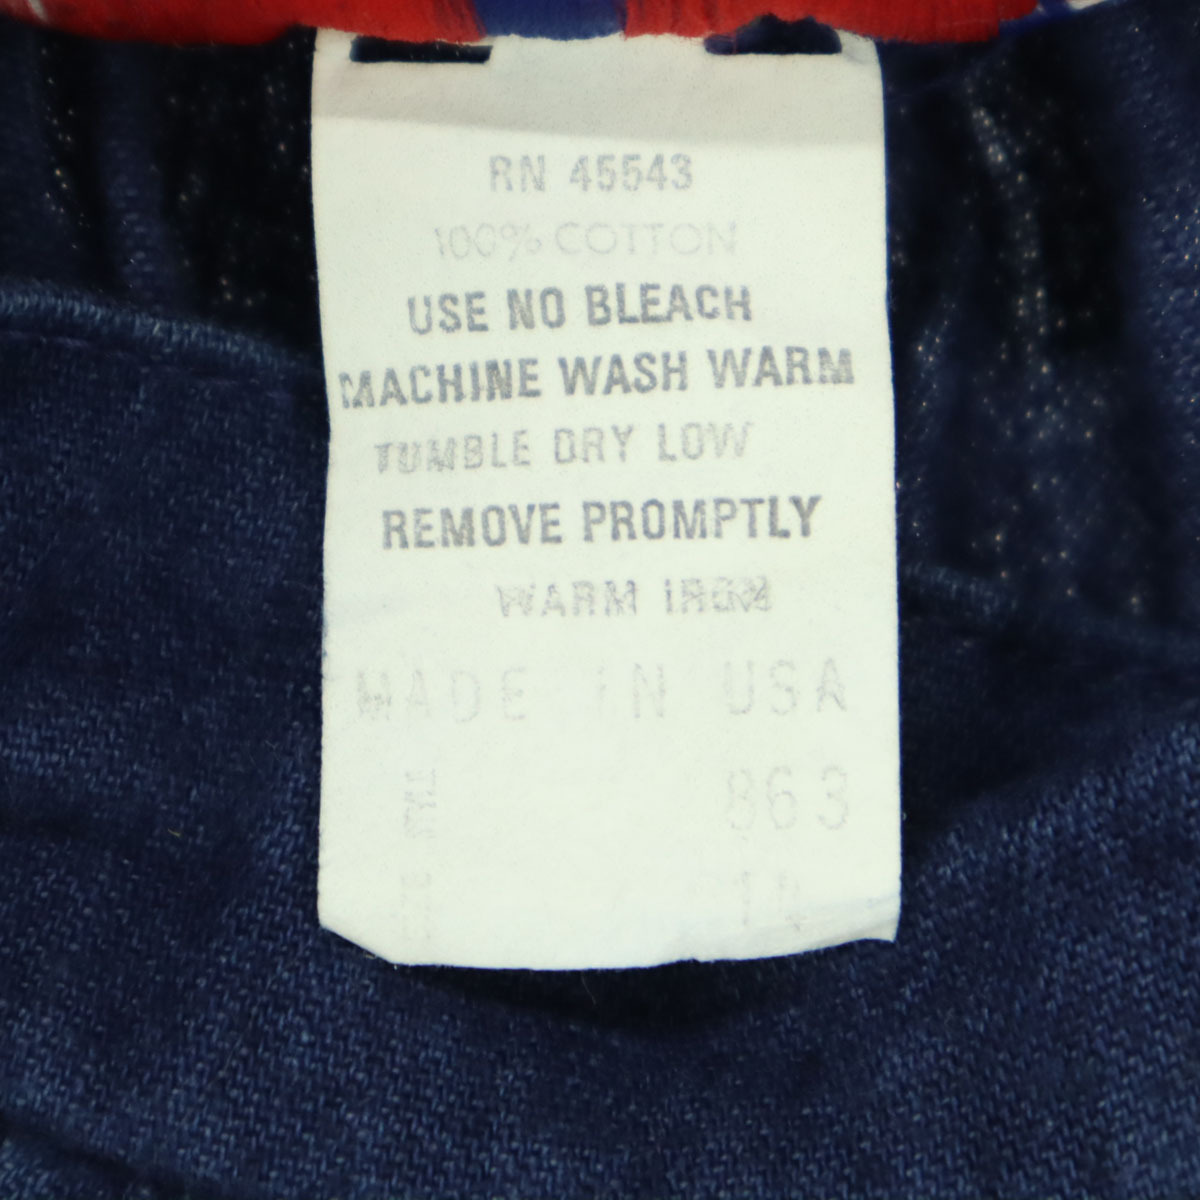 RN 45543
100% COTTON
USE NO BLEACH
MACHINE WASH WARM
TUMBLE DRY LOW
REMOVE PROMPTLY
WARM IRON
MADE IN USA
863
14